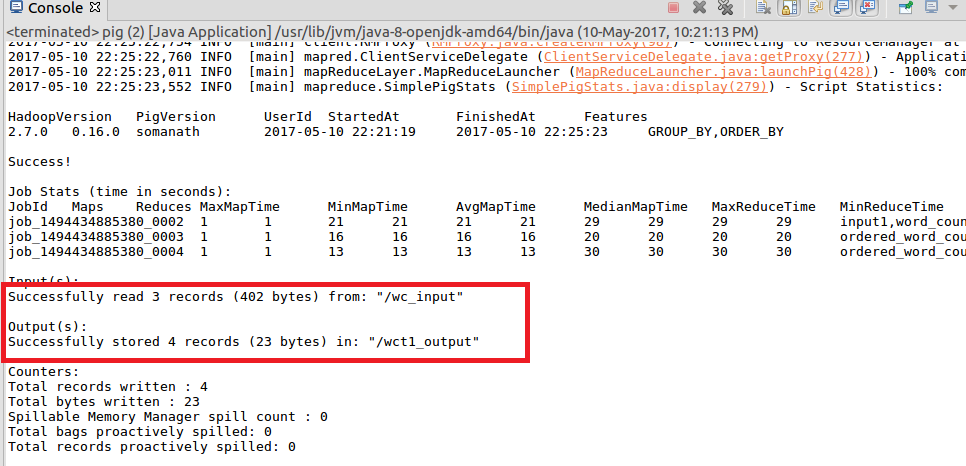 Console
<terminated> pig (2) [Java Application] /usr/lib/jvm/java-8-openjdk-amd64/bin/java (10-May-2017, 10:21:13 PM)
2017-05-10 22:25:22,754 INFO  [main] client.RMProxy (RMProxy.java:createRMProxy(98)) - Connecting to ResourceManager at
2017-05-10 22:25:22,760 INFO  [main] mapred.ClientServiceDelegate (ClientServiceDelegate.java:getProxy(277)) - Applicatio
2017-05-10 22:25:23,011 INFO  [main] mapReduceLayer.MapReduceLauncher (MapReduceLauncher.java:launchPig(428)) - 100% com
2017-05-10 22:25:23,552 INFO  [main] mapreduce.SimplePigStats (SimplePigStats.java:display(279)) - Script Statistics:
HadoopVersion   PigVersion      UserId  StartedAt       FinishedAt      Features
2.7.0   0.16.0  somanath        2017-05-10 22:21:19     2017-05-10 22:25:23     GROUP_BY,ORDER_BY
Success!
Job Stats (time in seconds):
JobId   Maps    Reduces MaxMapTime      MinMapTime      AvgMapTime      MedianMapTime   MaxReduceTime   MinReduceTime
job_1494434885380_0002  1       1       21      21      21      21      29      29      29      29      input1,word_coun
job_1494434885380_0003  1       1       16      16      16      16      20      20      20      20      ordered_word_cou
job_1494434885380_0004  1       1       13      13      13      13      30      30      30      30      ordered_word_cou
Input(s):
Successfully read 3 records (402 bytes) from: "/wc_input"
Output(s):
Successfully stored 4 records (23 bytes) in: "/wct1_output"
Counters:
Total records written : 4
Total bytes written : 23
Spillable Memory Manager spill count : 0
Total bags proactively spilled: 0
Total records proactively spilled: 0